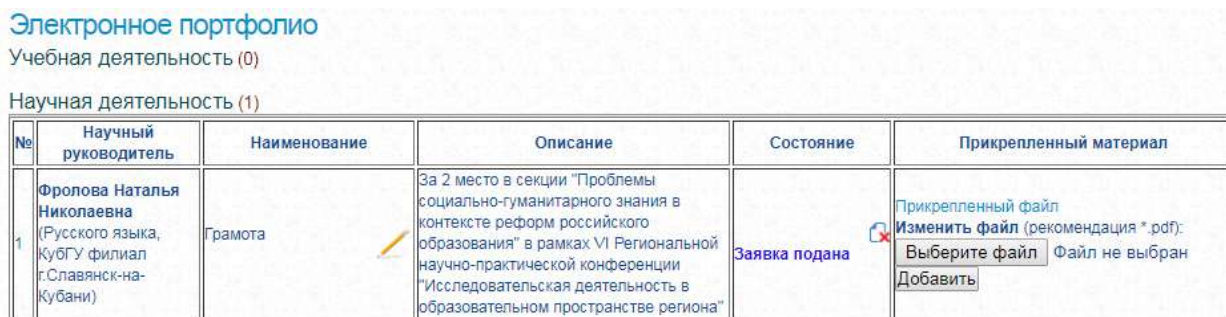 Электронное портфолио
Учебная деятельность (0)
Научная деятельность (1)
№ Научный руководитель Наименование Описание Состояние Прикрепленный материал
1
Фролова Наталья
Николаевна
(Русского языка,
КубГУ филиал
г.Славянск-на-
Кубани)
Грамота
За 2 место в секции "Проблемы
социально-гуманитарного знания в
контексте реформ российского
образования" в рамках VI Региональной
научно-практической конференции
"Исследовательская деятельность в
образовательном пространстве региона"
Заявка подана
Прикрепленный файл
Изменить файл (рекомендация *.pdf):
Выберите файл Файл не выбран
Добавить